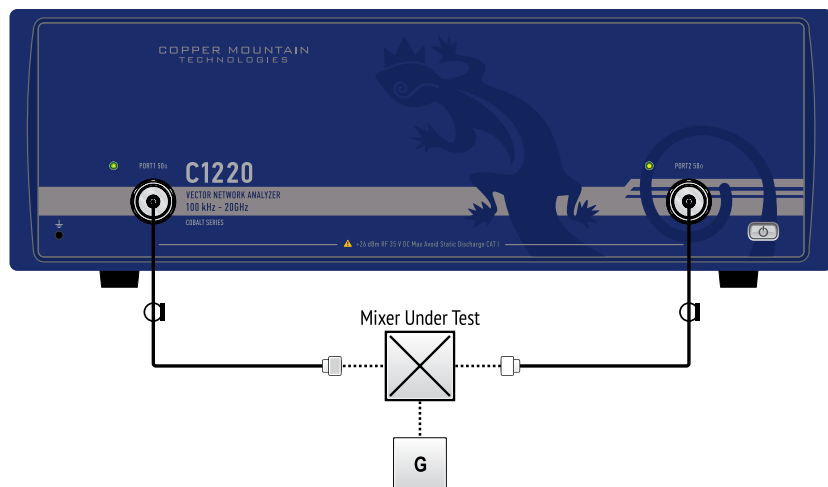 COPPER MOUNTAIN
TECHNOLOGIES
PORT1 50Ω
C1220
VECTOR NETWORK ANALYZER
100 kHz - 20GHz
COBALT SERIES
PORT2 50Ω
+26 dBm RF 35 V DC Max Avoid Static Discharge CAT I
Mixer Under Test
G